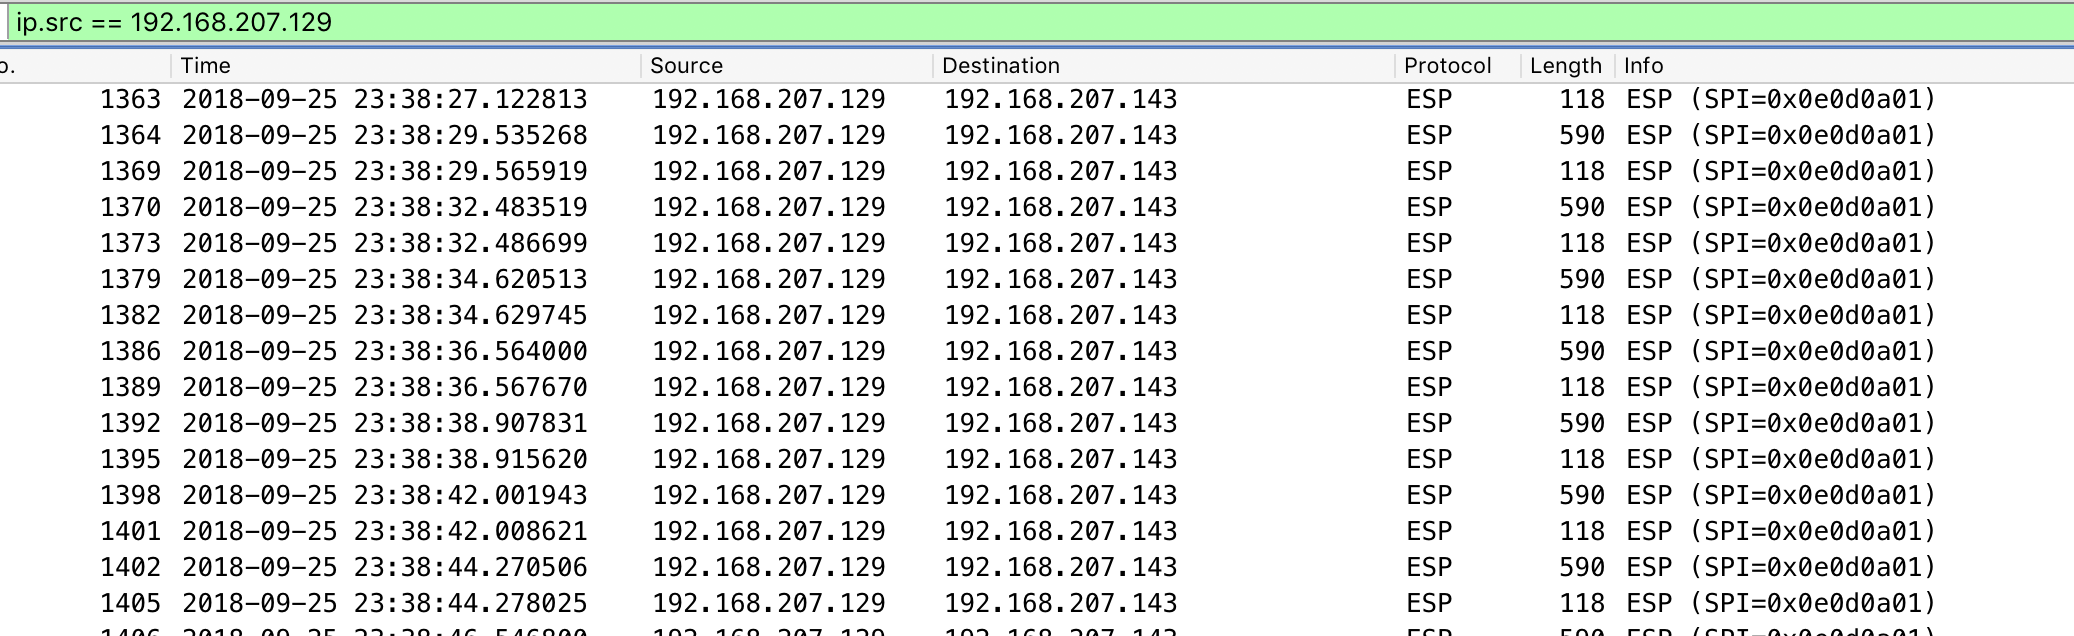 ip.src == 192.168.207.129
o. Time Source Destination Protocol Length Info
1363 2018-09-25 23:38:27.122813 192.168.207.129 192.168.207.143 ESP 118 ESP (SPI=0x0e0d0a01)
1364 2018-09-25 23:38:29.535268 192.168.207.129 192.168.207.143 ESP 590 ESP (SPI=0x0e0d0a01)
1369 2018-09-25 23:38:29.565919 192.168.207.129 192.168.207.143 ESP 118 ESP (SPI=0x0e0d0a01)
1370 2018-09-25 23:38:32.483519 192.168.207.129 192.168.207.143 ESP 590 ESP (SPI=0x0e0d0a01)
1373 2018-09-25 23:38:32.486699 192.168.207.129 192.168.207.143 ESP 118 ESP (SPI=0x0e0d0a01)
1379 2018-09-25 23:38:34.620513 192.168.207.129 192.168.207.143 ESP 590 ESP (SPI=0x0e0d0a01)
1382 2018-09-25 23:38:34.629745 192.168.207.129 192.168.207.143 ESP 118 ESP (SPI=0x0e0d0a01)
1386 2018-09-25 23:38:36.564000 192.168.207.129 192.168.207.143 ESP 590 ESP (SPI=0x0e0d0a01)
1389 2018-09-25 23:38:36.567670 192.168.207.129 192.168.207.143 ESP 118 ESP (SPI=0x0e0d0a01)
1392 2018-09-25 23:38:38.907831 192.168.207.129 192.168.207.143 ESP 590 ESP (SPI=0x0e0d0a01)
1395 2018-09-25 23:38:38.915620 192.168.207.129 192.168.207.143 ESP 118 ESP (SPI=0x0e0d0a01)
1398 2018-09-25 23:38:42.001943 192.168.207.129 192.168.207.143 ESP 590 ESP (SPI=0x0e0d0a01)
1401 2018-09-25 23:38:42.008621 192.168.207.129 192.168.207.143 ESP 118 ESP (SPI=0x0e0d0a01)
1402 2018-09-25 23:38:44.270506 192.168.207.129 192.168.207.143 ESP 590 ESP (SPI=0x0e0d0a01)
1405 2018-09-25 23:38:44.278025 192.168.207.129 192.168.207.143 ESP 118 ESP (SPI=0x0e0d0a01)